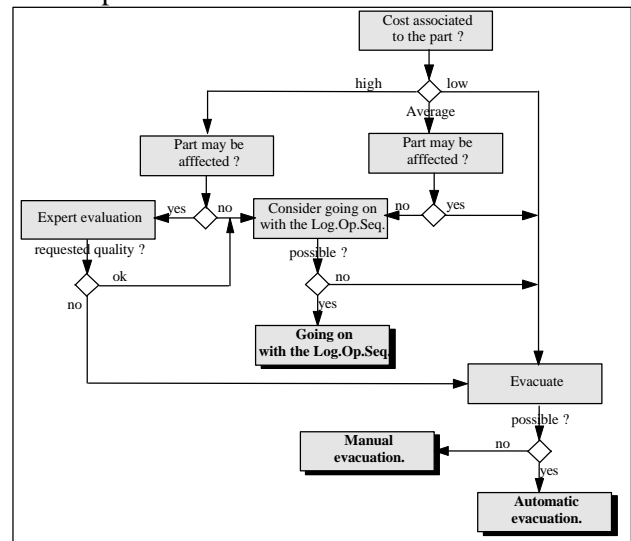 Cost associated
to the part ?
high
low
Average
Part may be
afffected ?
Part may be
afffected ?
yes
no
no
yes
Expert evaluation
Consider going on
with the Log.Op.Seq.
requested quality ?
possible ?
ok
no
no
yes
Going on
with the Log.Op.Seq.
Evacuate
possible ?
no
Manual
evacuation.
yes
Automatic
evacuation.